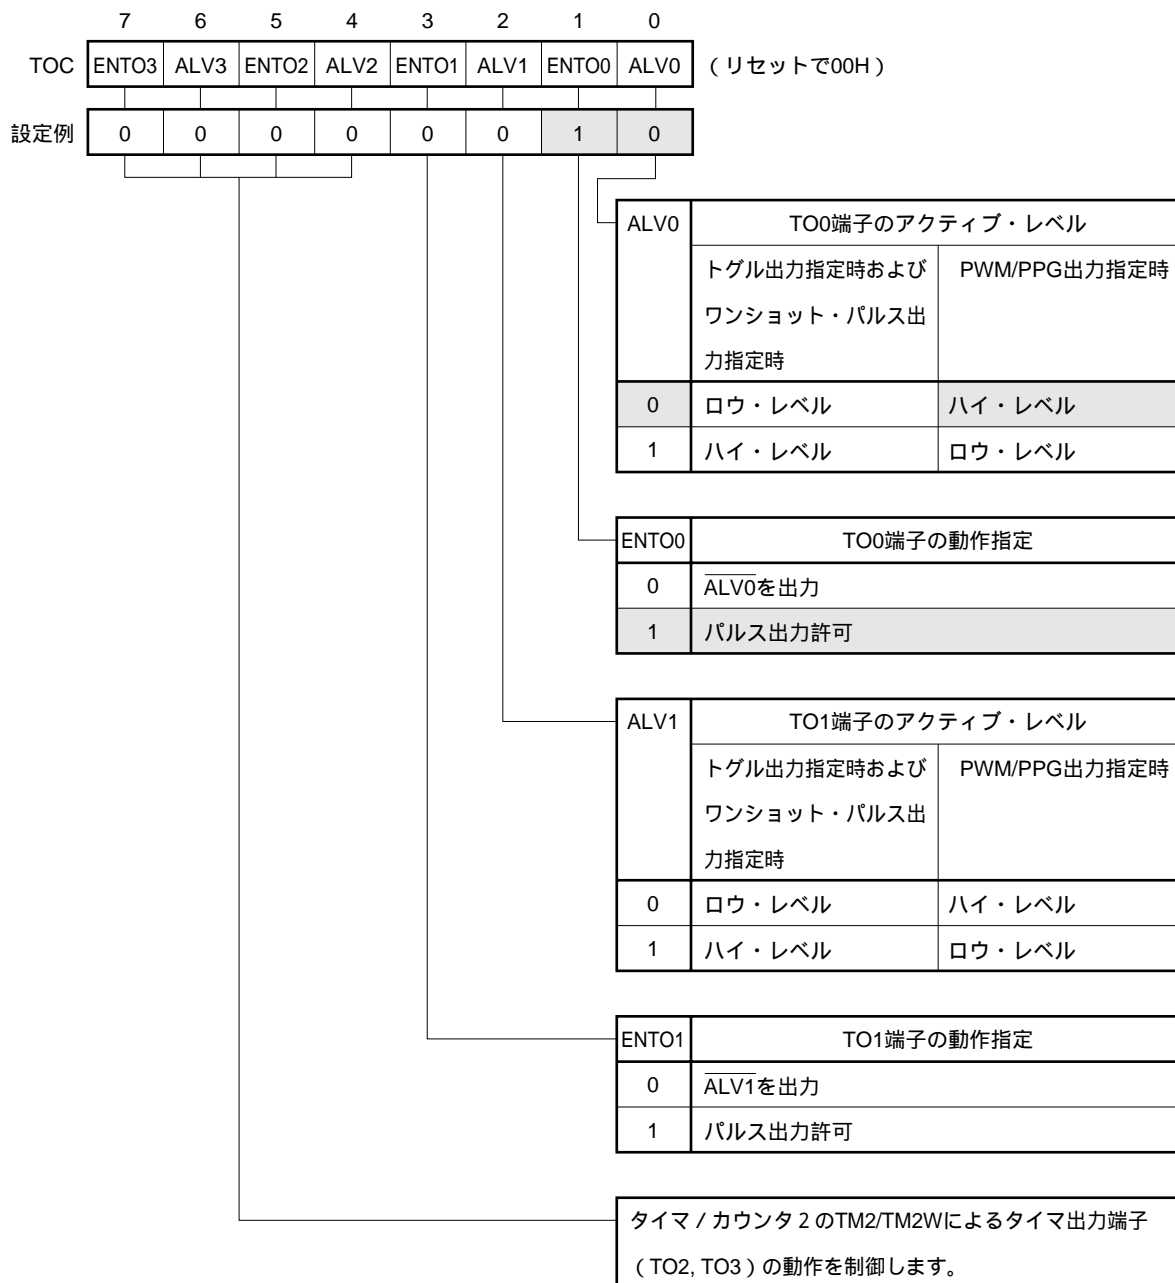 7 6 5 4 3 2 1 0
TOC ENTO3 ALV3 ENTO2 ALV2 ENTO1 ALV1 ENTO0 ALV0 (リセットで00H)
設定例 0 0 0 0 0 0 1 0
ALV0 TO0端子のアクティブ・レベル
トグル出力指定時および PWM/PPG出力指定時
ワンショット・パルス出
力指定時
0 ロウ・レベル ハイ・レベル
1 ハイ・レベル ロウ・レベル
ENTO0 TO0端子の動作指定
0 A̅L̅V̅0̅を出力
1 パルス出力許可
ALV1 TO1端子のアクティブ・レベル
トグル出力指定時および PWM/PPG出力指定時
ワンショット・パルス出
力指定時
0 ロウ・レベル ハイ・レベル
1 ハイ・レベル ロウ・レベル
ENTO1 TO1端子の動作指定
0 A̅L̅V̅1̅を出力
1 パルス出力許可
タイマ/カウンタ2のTM2/TM2Wによるタイマ出力端子
(TO2, TO3)の動作を制御します。